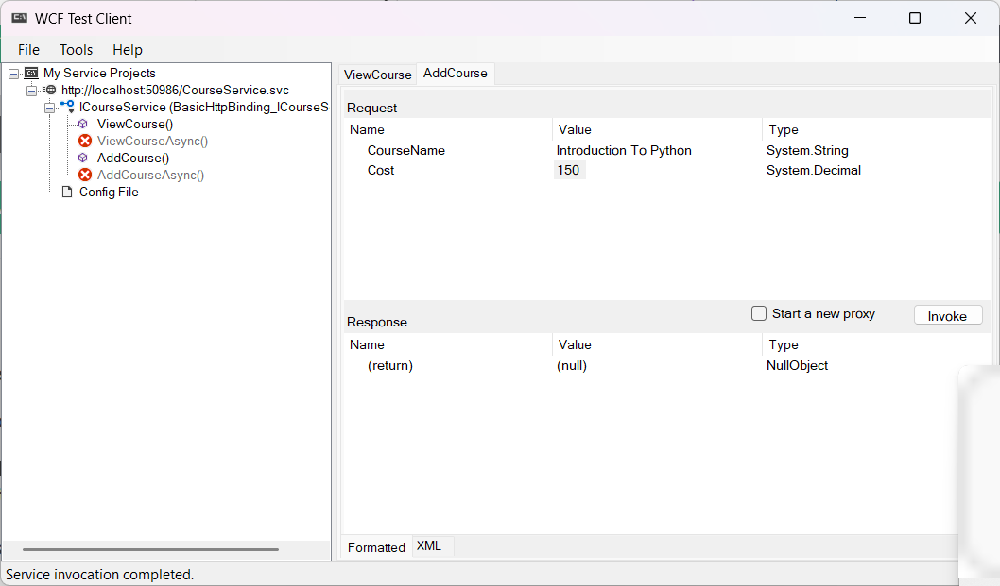 WCF Test Client
File Tools Help
My Service Projects
http://localhost:50986/CourseService.svc
ICourseService (BasicHttpBinding_ICourseS
ViewCourse()
ViewCourseAsync()
AddCourse()
AddCourseAsync()
Config File
ViewCourse AddCourse
Request
Name Value Type
CourseName Introduction To Python System.String
Cost 150 System.Decimal
Response
Start a new proxy Invoke
Name Value Type
(return) (null) NullObject
Formatted XML
Service invocation completed.